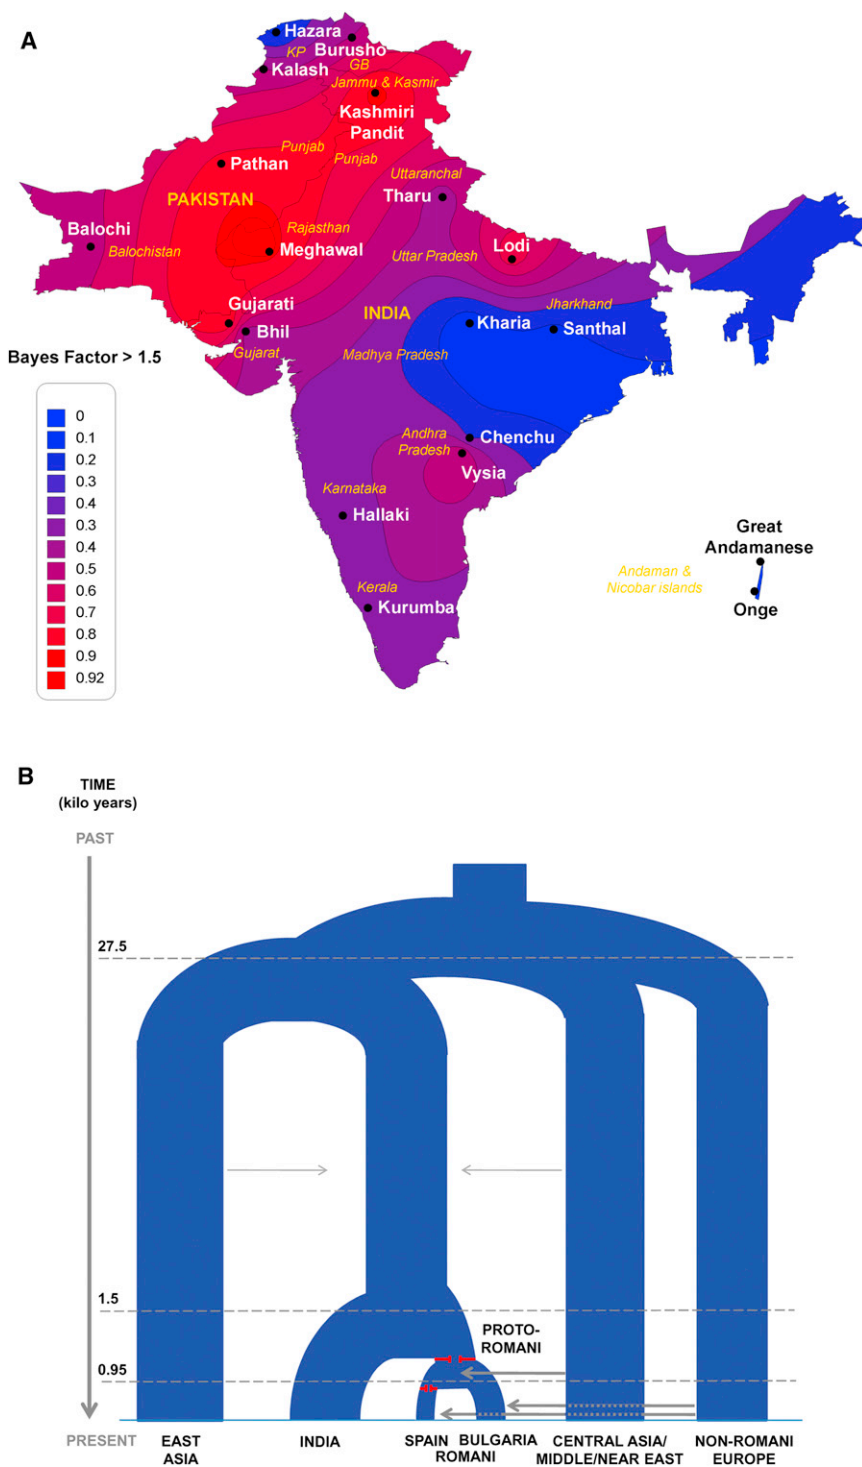 A
Hazara
KP
Burusho
GB
Kalash
Jammu & Kasmir
Kashmiri
Pandit
Punjab
Punjab
Pathan
Uttaranchal
Tharu
PAKISTAN
Balochi
Balochistan
Rajasthan
Meghawal
Lodi
Uttar Pradesh
Gujarati
INDIA
Jharkhand
Bhil
Kharia
Santhal
Gujarat
Madhya Pradesh
Bayes Factor > 1.5
0
0.1
0.2
0.3
0.4
0.3
0.4
0.5
0.6
0.7
0.8
0.9
0.92
Andhra
Pradesh
Chenchu
Vysia
Karnataka
Hallaki
Kerala
Kurumba
Great
Andamanese
Andaman &
Nicobar islands
Onge
B
TIME
(kilo years)
PAST
27.5
1.5
PROTO-
ROMANI
0.95
PRESENT
EAST
ASIA
INDIA
SPAIN BULGARIA
ROMANI
CENTRAL ASIA/
MIDDLE/NEAR EAST
NON-ROMANI
EUROPE